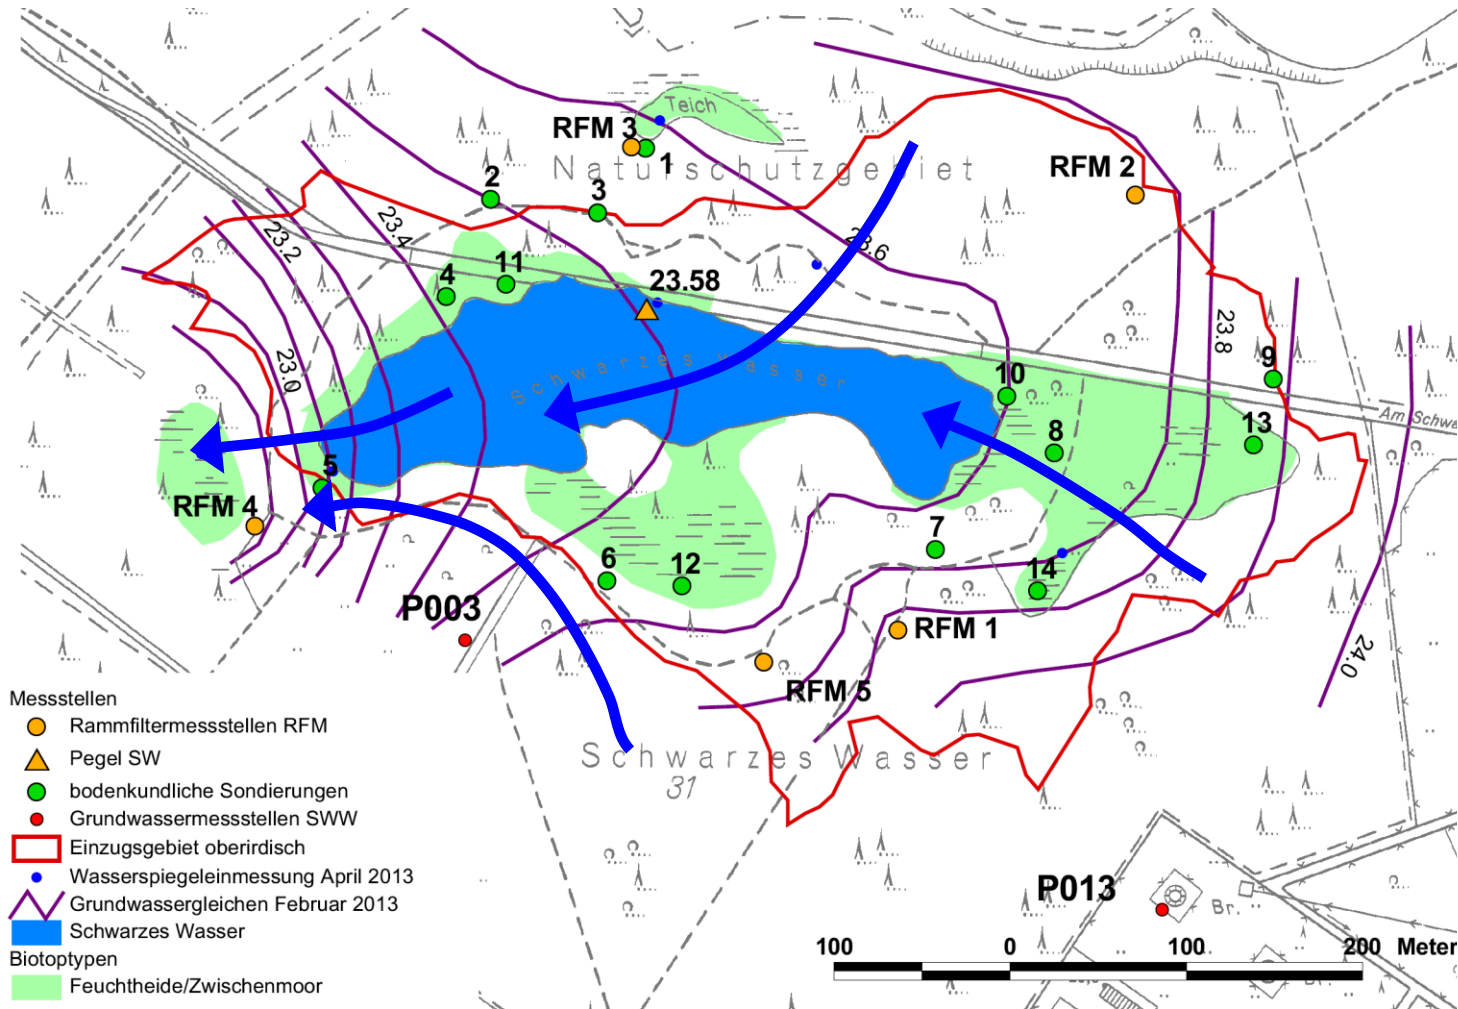 Teich
RFM 3
1
Naturschutzgebiet
RFM 2
2
3
23.4
23.2
23.6
11
4
23.58
23.8
9
23.0
Schwarzes Wasser
10
Am Schwe
13
8
5
RFM 4
7
6
12
14
P003
RFM 1
24.0
RFM 5
Schwarzes Wasser
31
Messstellen
Rammfiltermessstellen RFM
Pegel SW
bodenkundliche Sondierungen
Grundwassermessstellen SWW
Einzugsgebiet oberirdisch
Wasserspiegeleinmessung April 2013
Grundwassergleichen Februar 2013
Schwarzes Wasser
Biotoptypen
Feuchtheide/Zwischenmoor
P013
Br.
100 0 100 200 Meter
Br.